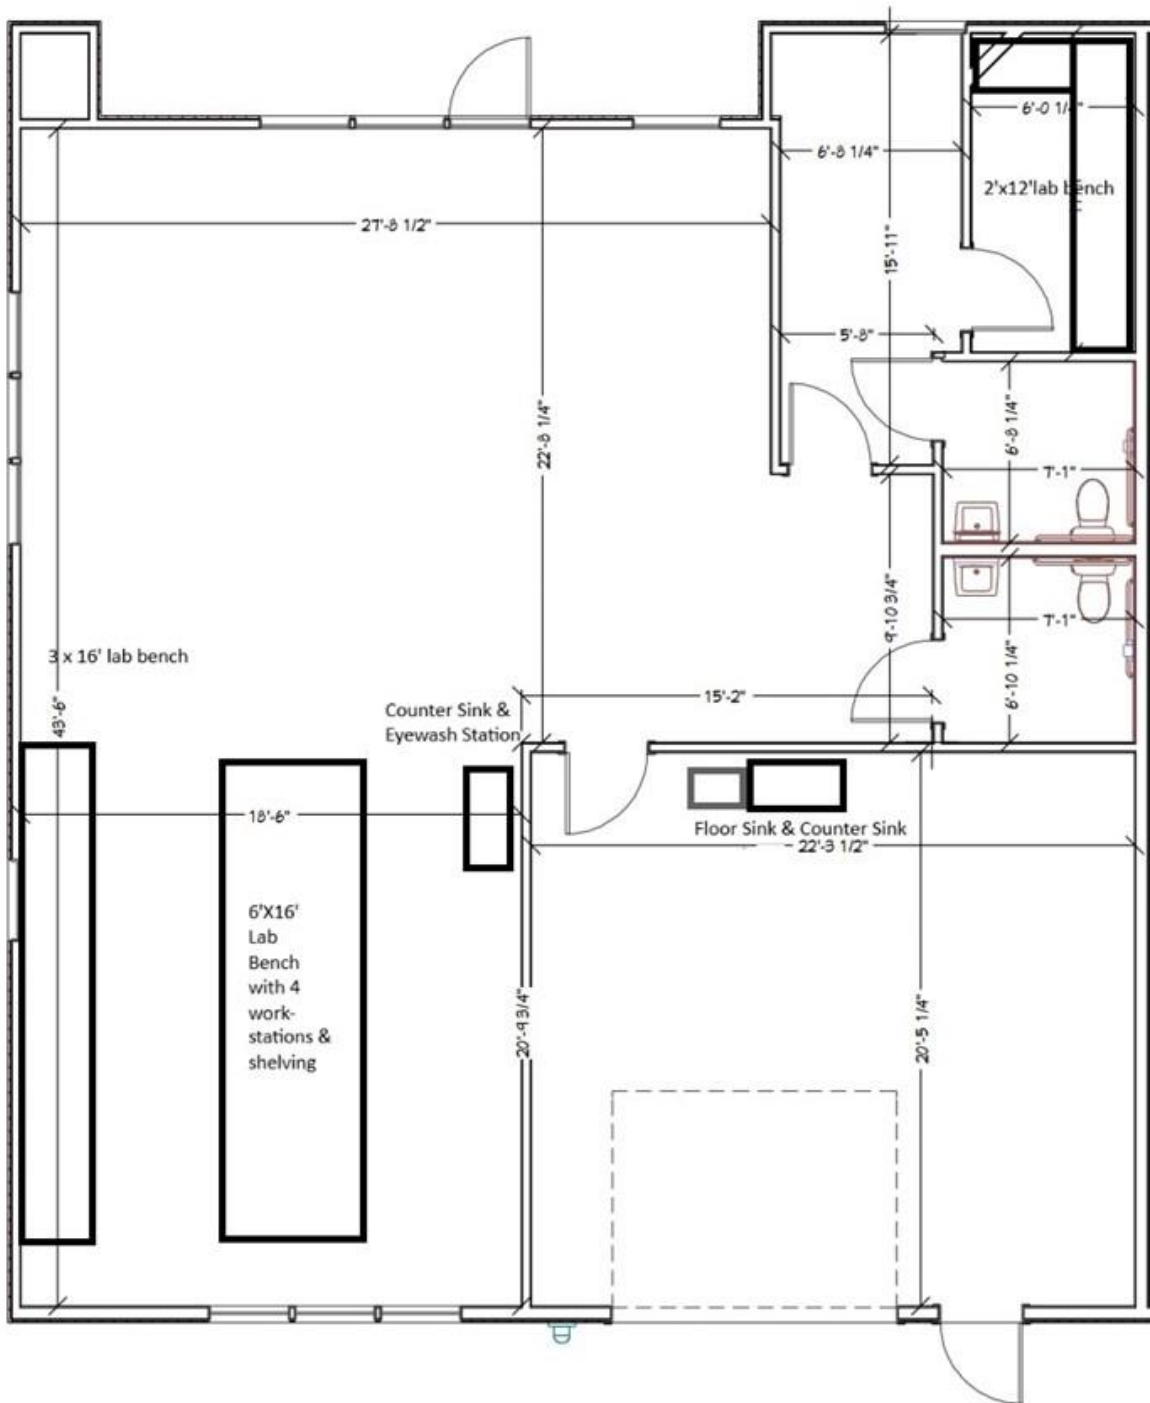 6'-0 1/4"
6'-8 1/4"
2'x12'lab bench
27'-8 1/2"
15'-11"
5'-8"
22'-8 1/4"
6'-8 1/4"
7'-1"
9'-10 3/4"
7'-1"
6'-10 1/4"
3 x 16' lab bench
43'-6"
15'-2"
Counter Sink &
Eyewash Station
18'-6"
Floor Sink & Counter Sink
22'-3 1/2"
6'X16'
Lab
Bench
with 4
work-
stations &
shelving
20'-9 3/4"
20'-5 1/4"